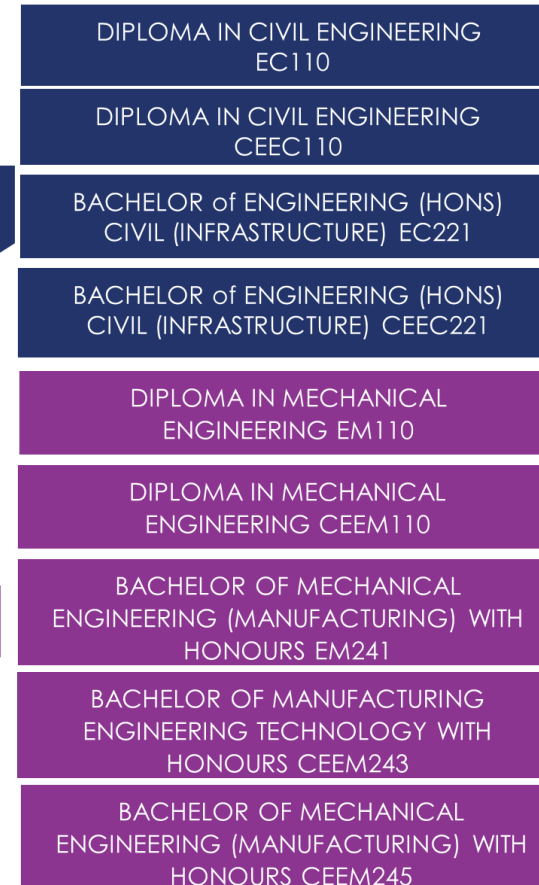 DIPLOMA IN CIVIL ENGINEERING
EC110
DIPLOMA IN CIVIL ENGINEERING
CEEC110
BACHELOR of ENGINEERING (HONS)
CIVIL (INFRASTRUCTURE) EC221
BACHELOR of ENGINEERING (HONS)
CIVIL (INFRASTRUCTURE) CEEC221
DIPLOMA IN MECHANICAL
ENGINEERING EM110
DIPLOMA IN MECHANICAL
ENGINEERING CEEM110
BACHELOR OF MECHANICAL
ENGINEERING (MANUFACTURING) WITH
HONOURS EM241
BACHELOR OF MANUFACTURING
ENGINEERING TECHNOLOGY WITH
HONOURS CEEM243
BACHELOR OF MECHANICAL
ENGINEERING (MANUFACTURING) WITH
HONOURS CEEM245